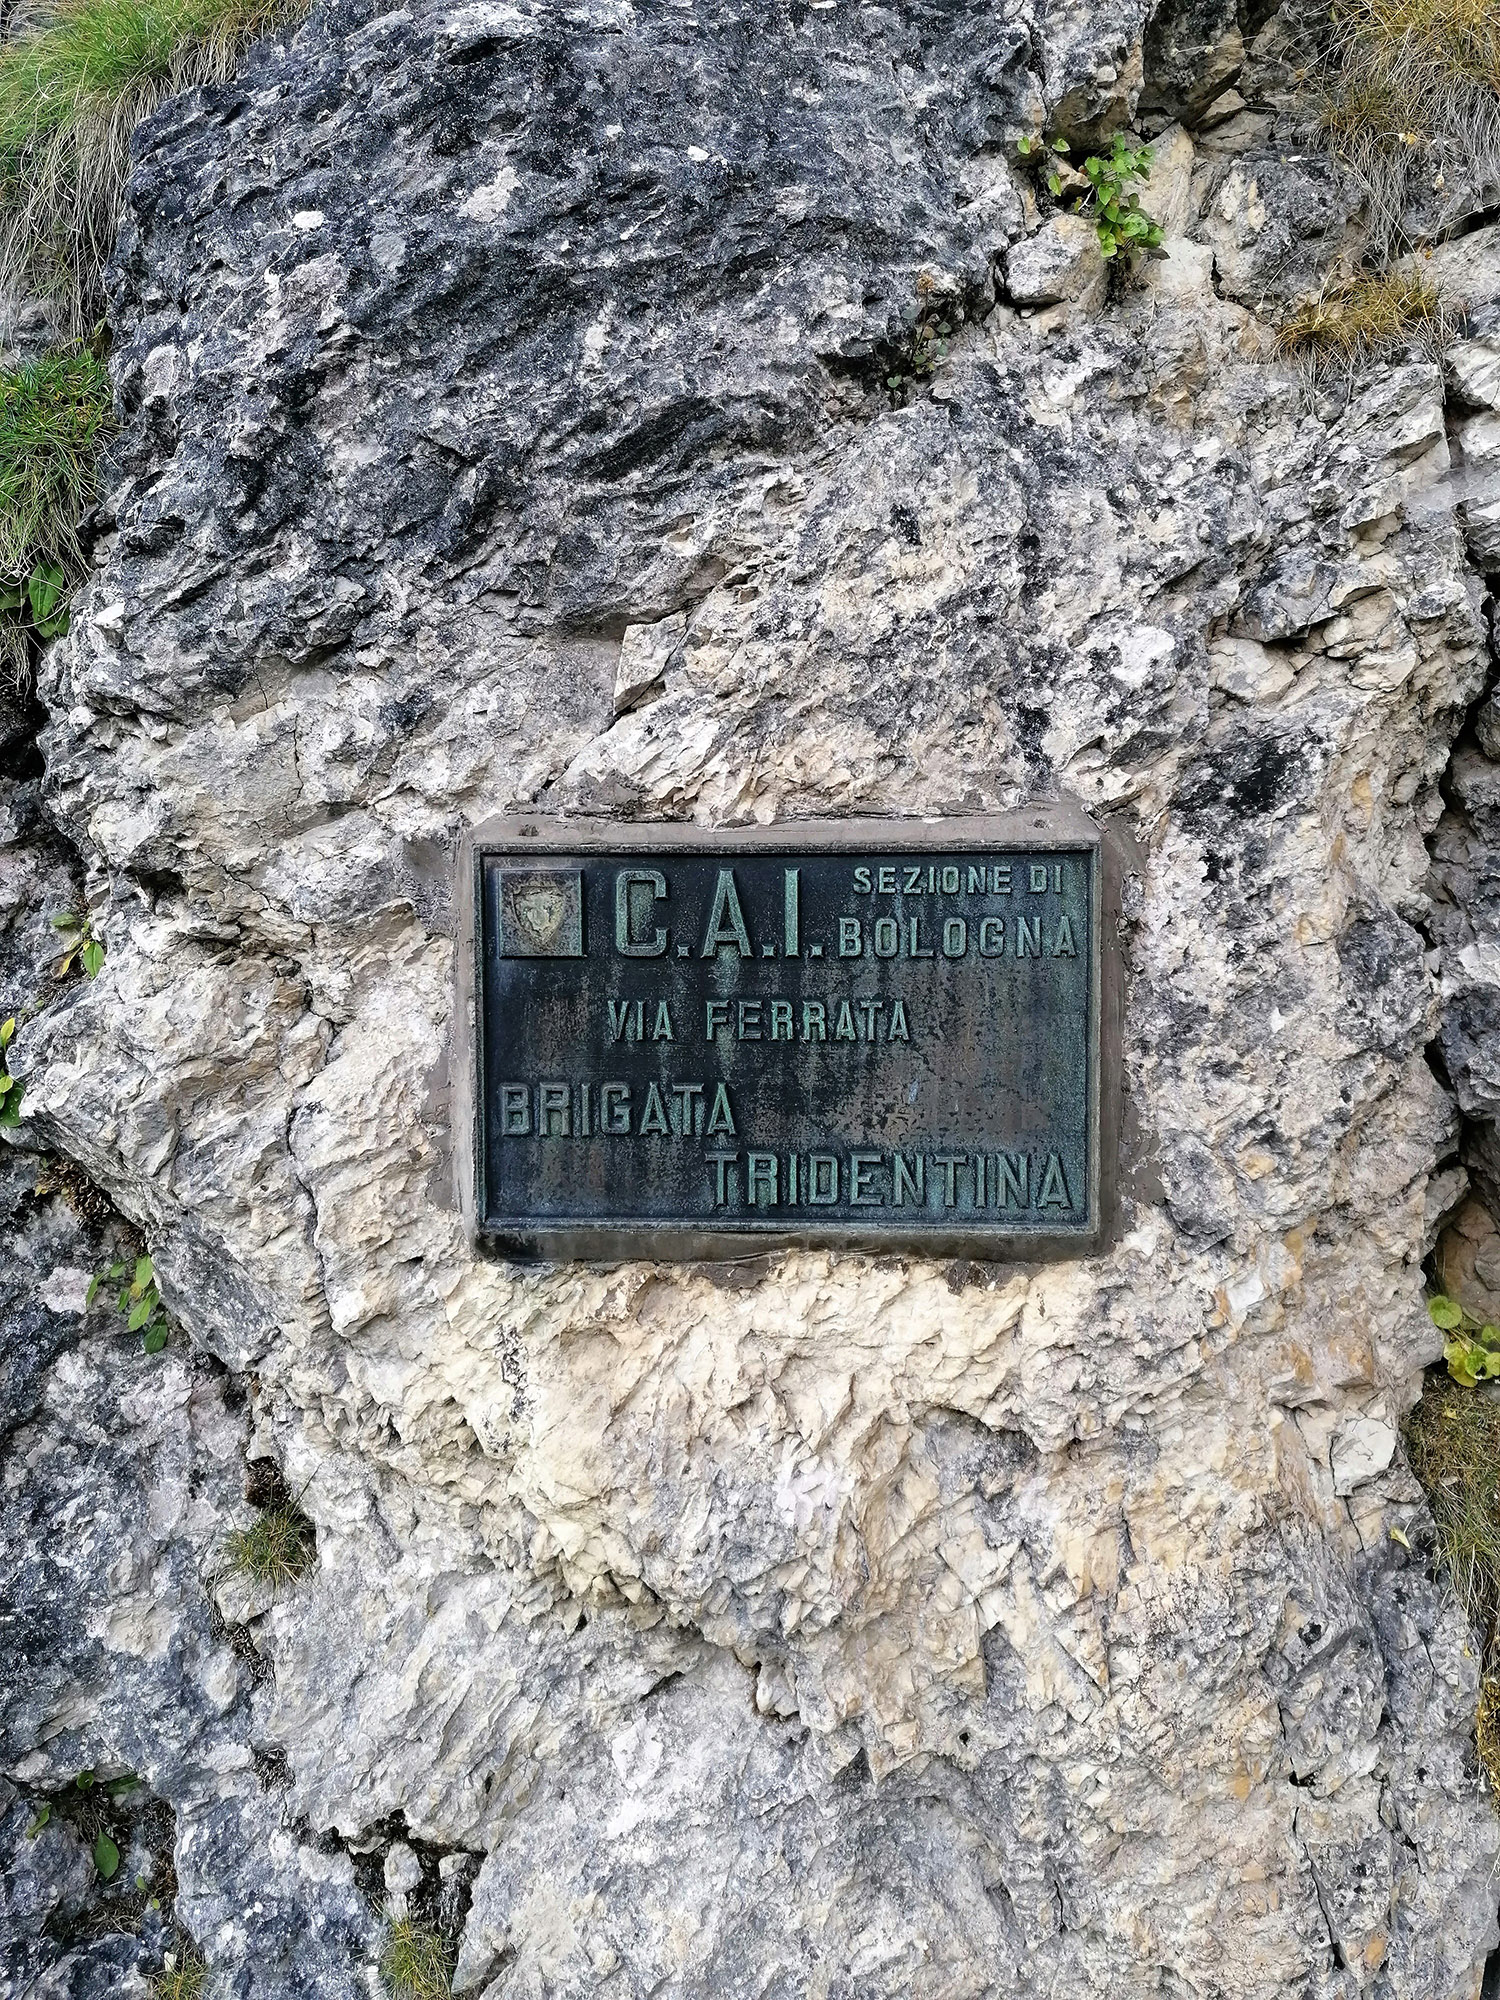 C.A.I. SEZIONE DI
BOLOGNA
VIA FERRATA
BRIGATA
TRIDENTINA